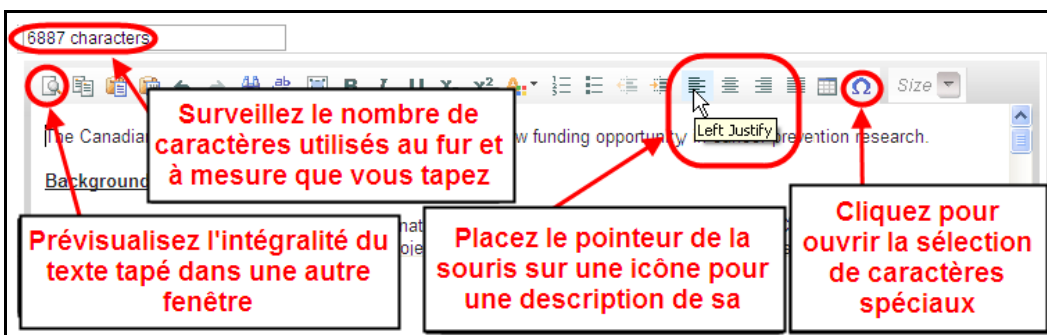 6887 characters
B I U X₂ X² Size
The Canadian w funding opportunity prevention research.
Left Justify
Background
Surveillez le nombre de
caractères utilisés au fur et
à mesure que vous tapez
Prévisualisez l'intégralité du
texte tapé dans une autre
fenêtre
Placez le pointeur de la
souris sur une icône pour
une description de sa
Cliquez pour
ouvrir la sélection
de caractères
spéciaux